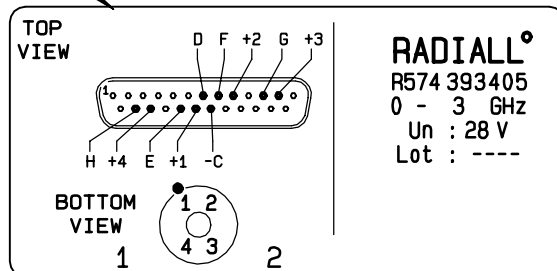 TOP
VIEW
D F +2 G +3
1
H +4 E +1 -C
BOTTOM
VIEW
1 2
4 3
1 2
RADIALL°
R574 393405
0 - 3 GHz
Un : 28 V
Lot : ----